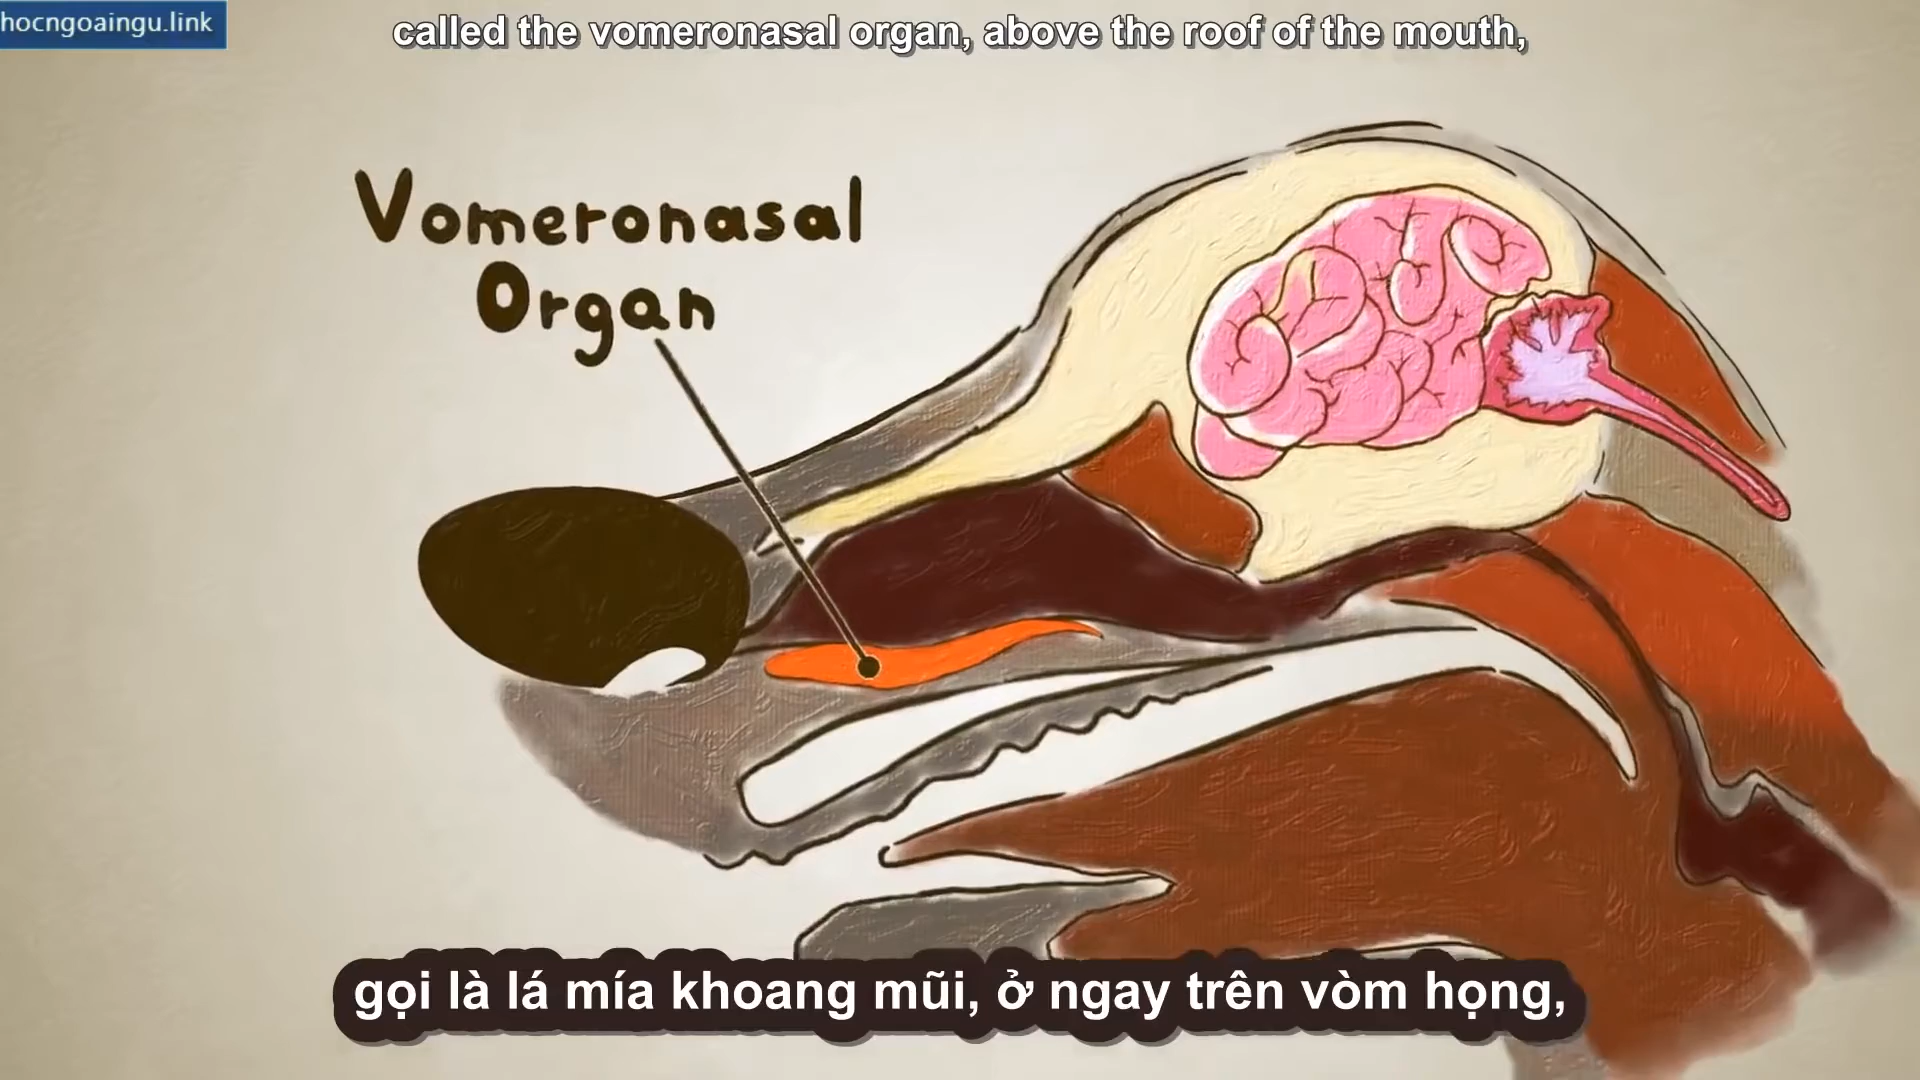 hocngoaingu.link
called the vomeronasal organ, above the roof of the mouth,
Vomeronasal
Organ
gọi là lá mía khoang mũi, ở ngay trên vòm họng,